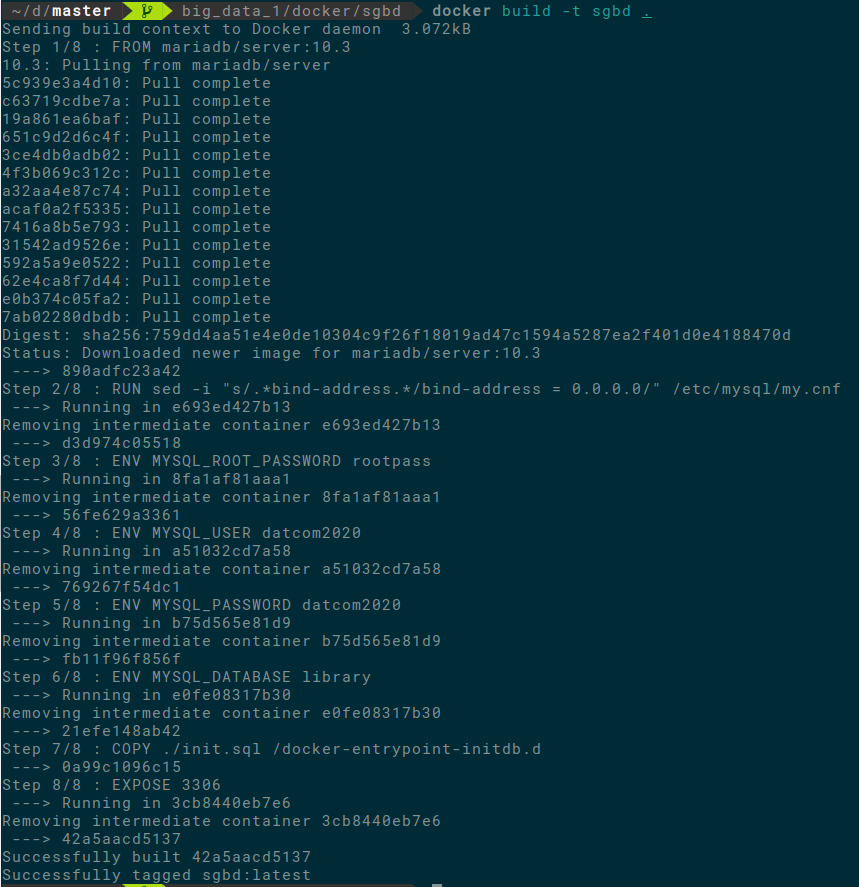 ~/d/master big_data_1/docker/sgbd docker build -t sgbd .
Sending build context to Docker daemon  3.072kB
Step 1/8 : FROM mariadb/server:10.3
10.3: Pulling from mariadb/server
5c939e3a4d10: Pull complete
c63719cdbe7a: Pull complete
19a861ea6baf: Pull complete
651c9d2d6c4f: Pull complete
3ce4db0adb02: Pull complete
4f3b069c312c: Pull complete
a32aa4e87c74: Pull complete
acaf0a2f5335: Pull complete
7416a8b5e793: Pull complete
31542ad9526e: Pull complete
592a5a9e0522: Pull complete
62e4ca8f7d44: Pull complete
e0b374c05fa2: Pull complete
7ab02280dbdb: Pull complete
Digest: sha256:759dd4aa51e4e0de10304c9f26f18019ad47c1594a5287ea2f401d0e4188470d
Status: Downloaded newer image for mariadb/server:10.3
 ---> 890adfc23a42
Step 2/8 : RUN sed -i "s/.*bind-address.*/bind-address = 0.0.0.0/" /etc/mysql/my.cnf
 ---> Running in e693ed427b13
Removing intermediate container e693ed427b13
 ---> d3d974c05518
Step 3/8 : ENV MYSQL_ROOT_PASSWORD rootpass
 ---> Running in 8fa1af81aaa1
Removing intermediate container 8fa1af81aaa1
 ---> 56fe629a3361
Step 4/8 : ENV MYSQL_USER datcom2020
 ---> Running in a51032cd7a58
Removing intermediate container a51032cd7a58
 ---> 769267f54dc1
Step 5/8 : ENV MYSQL_PASSWORD datcom2020
 ---> Running in b75d565e81d9
Removing intermediate container b75d565e81d9
 ---> fb11f96f856f
Step 6/8 : ENV MYSQL_DATABASE library
 ---> Running in e0fe08317b30
Removing intermediate container e0fe08317b30
 ---> 21efe148ab42
Step 7/8 : COPY ./init.sql /docker-entrypoint-initdb.d
 ---> 0a99c1096c15
Step 8/8 : EXPOSE 3306
 ---> Running in 3cb8440eb7e6
Removing intermediate container 3cb8440eb7e6
 ---> 42a5aacd5137
Successfully built 42a5aacd5137
Successfully tagged sgbd:latest